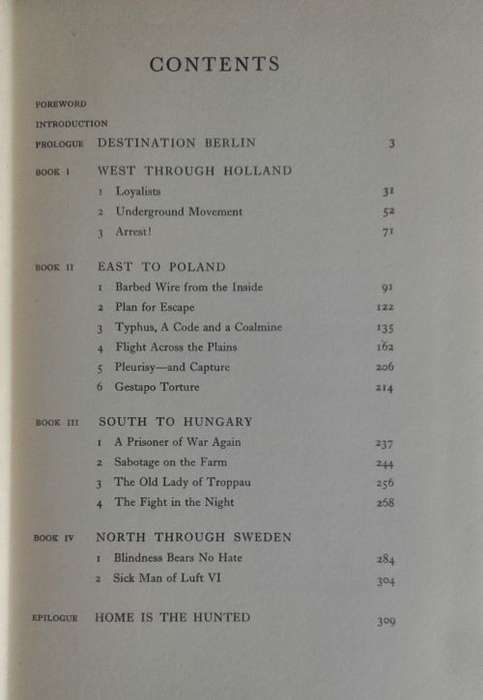 CONTENTS
FOREWORD
INTRODUCTION
PROLOGUE DESTINATION BERLIN 3
BOOK I WEST THROUGH HOLLAND
1 Loyalists 31
2 Underground Movement 52
3 Arrest! 71
BOOK II EAST TO POLAND
1 Barbed Wire from the Inside 91
2 Plan for Escape 122
3 Typhus, A Code and a Coalmine 135
4 Flight Across the Plains 162
5 Pleurisy—and Capture 206
6 Gestapo Torture 214
BOOK III SOUTH TO HUNGARY
1 A Prisoner of War Again 237
2 Sabotage on the Farm 244
3 The Old Lady of Troppau 256
4 The Fight in the Night 268
BOOK IV NORTH THROUGH SWEDEN
1 Blindness Bears No Hate 284
2 Sick Man of Luft VI 304
EPILOGUE HOME IS THE HUNTED 309